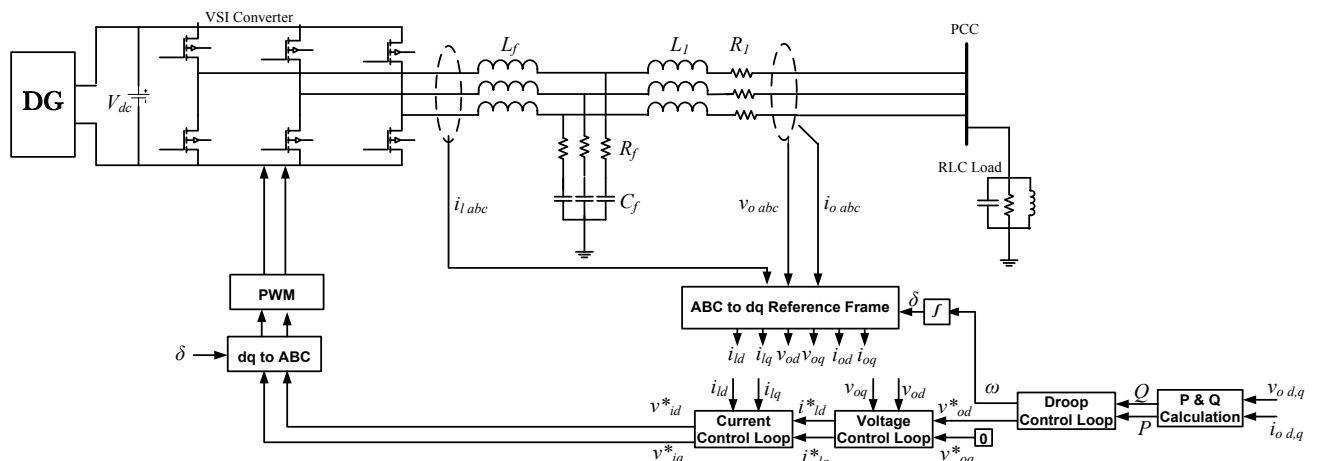 VSI Converter
PCC
L_f
L_1
R_1
DG
V_dc
R_f
RLC Load
C_f
i_l abc
v_o abc
i_o abc
PWM
ABC to dq Reference Frame
δ
∫
dq to ABC
δ
i_ld
i_lq
v_od
v_oq
i_od
i_oq
i_ld
i_lq
v_oq
v_od
ω
v*_id
i*_ld
v*_od
Q
v_o d,q
Current
Control Loop
Voltage
Control Loop
Droop
Control Loop
P & Q
Calculation
0
P
i_o d,q
v*_iq
i*_lq
v*_oq